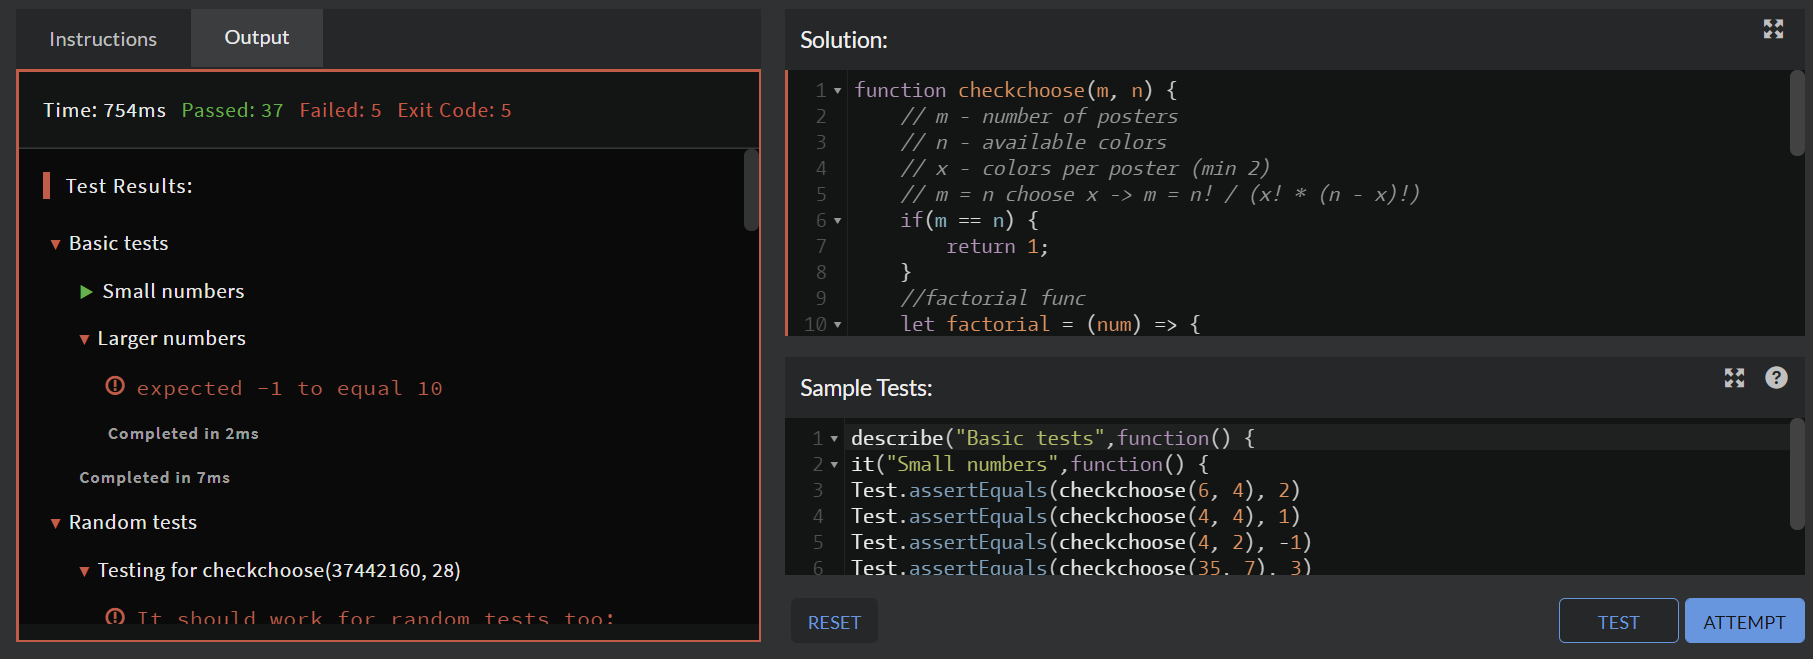 Instructions
Output
Time: 754ms Passed: 37 Failed: 5 Exit Code: 5
Test Results:
Basic tests
Small numbers
Larger numbers
expected -1 to equal 10
Completed in 2ms
Completed in 7ms
Random tests
Testing for checkchoose(37442160, 28)
It should work for random tests too:
Solution:
1 function checkchoose(m, n) {
2 // m - number of posters
3 // n - available colors
4 // x - colors per poster (min 2)
5 // m = n choose x -> m = n! / (x! * (n - x)!)
6 if(m == n) {
7 return 1;
8 }
9 //factorial func
10 let factorial = (num) => {
Sample Tests:
?
1 describe("Basic tests",function() {
2 it("Small numbers",function() {
3 Test.assertEquals(checkchoose(6, 4), 2)
4 Test.assertEquals(checkchoose(4, 4), 1)
5 Test.assertEquals(checkchoose(4, 2), -1)
6 Test.assertEquals(checkchoose(35, 7), 3)
RESET
TEST
ATTEMPT